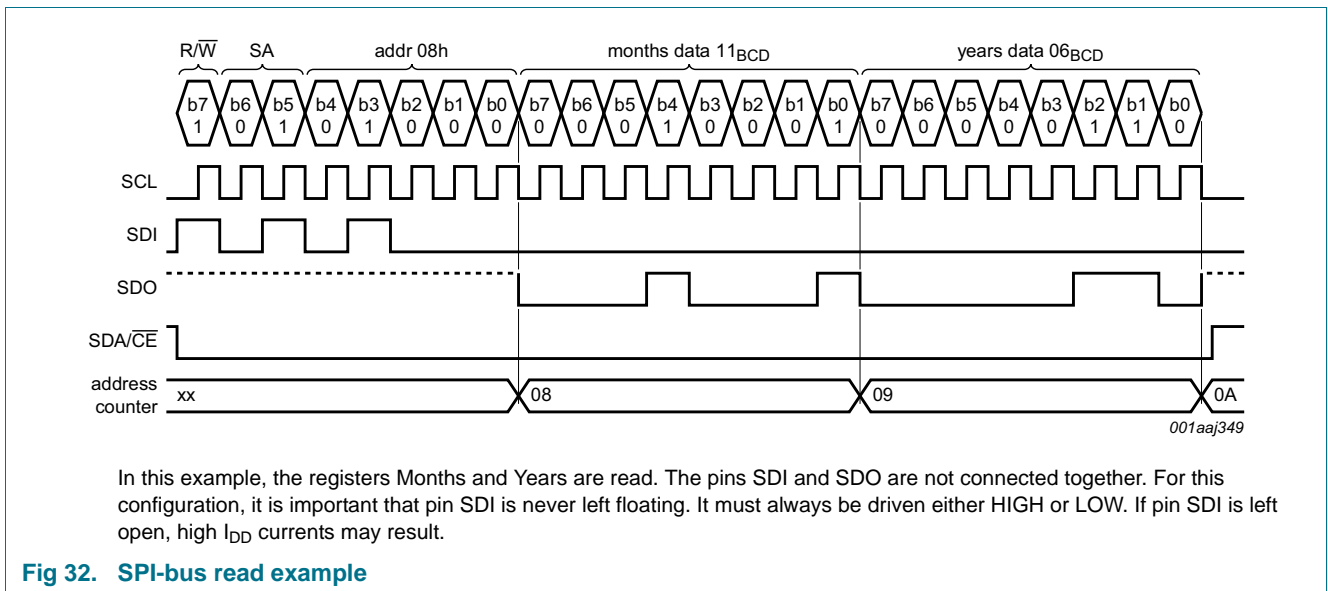 R/W SA addr 08h months data 11BCD years data 06BCD
b7 b6 b5 b4 b3 b2 b1 b0 b7 b6 b5 b4 b3 b2 b1 b0 b7 b6 b5 b4 b3 b2 b1 b0
1 0 1 0 1 0 0 0 0 0 0 1 0 0 0 1 0 0 0 0 0 1 1 0
SCL
SDI
SDO
SDA/CE
address
counter
xx 08 09 0A
001aaj349
In this example, the registers Months and Years are read. The pins SDI and SDO are not connected together. For this
configuration, it is important that pin SDI is never left floating. It must always be driven either HIGH or LOW. If pin SDI is left
open, high IDD currents may result.
Fig 32. SPI-bus read example